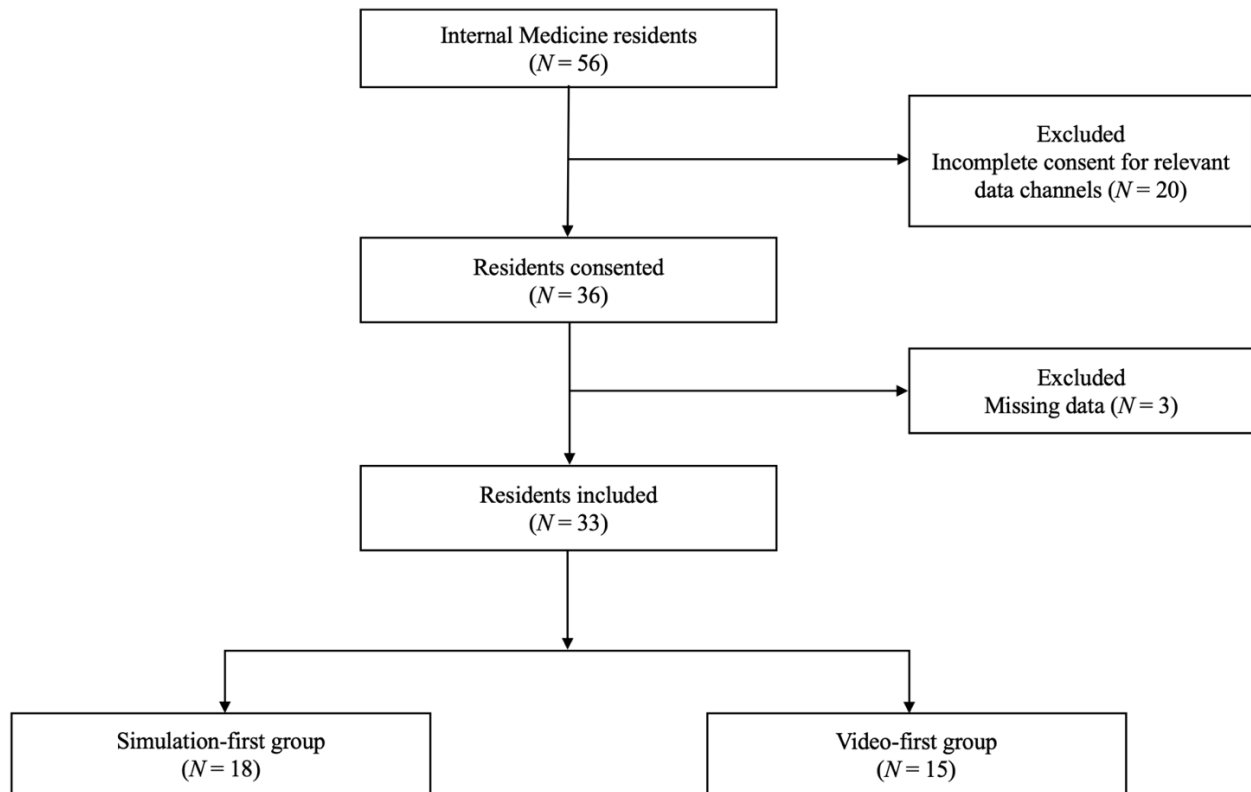 Internal Medicine residents
(N = 56)
Excluded
Incomplete consent for relevant
data channels (N = 20)
Residents consented
(N = 36)
Excluded
Missing data (N = 3)
Residents included
(N = 33)
Simulation-first group
(N = 18)
Video-first group
(N = 15)